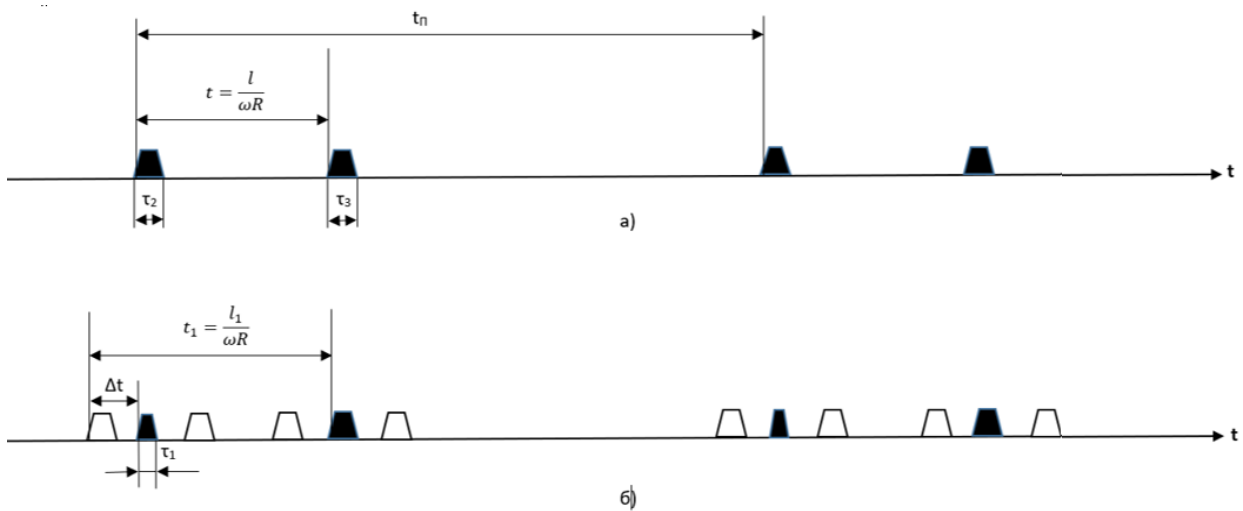 tп
t = l/ωR
t
τ₂
τ₃
а)
t₁ = l₁/ωR
Δt
t
τ₁
б)